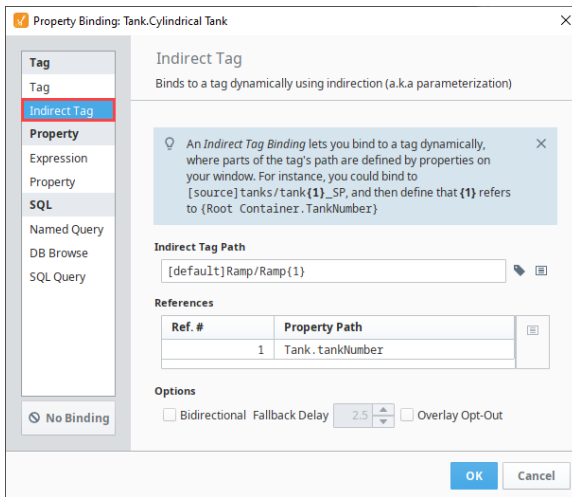 Property Binding: Tank.Cylindrical Tank
Tag
Tag
Indirect Tag
Property
Expression
Property
SQL
Named Query
DB Browse
SQL Query
No Binding
Indirect Tag
Binds to a tag dynamically using indirection (a.k.a parameterization)
An Indirect Tag Binding lets you bind to a tag dynamically,
where parts of the tag's path are defined by properties on
your window. For instance, you could bind to
[source]tanks/tank{1}_SP, and then define that {1} refers
to {Root Container.TankNumber}
Indirect Tag Path
[default]Ramp/Ramp{1}
References
Ref. # Property Path
1 Tank.tankNumber
Options
Bidirectional Fallback Delay 2.5 Overlay Opt-Out
OK Cancel